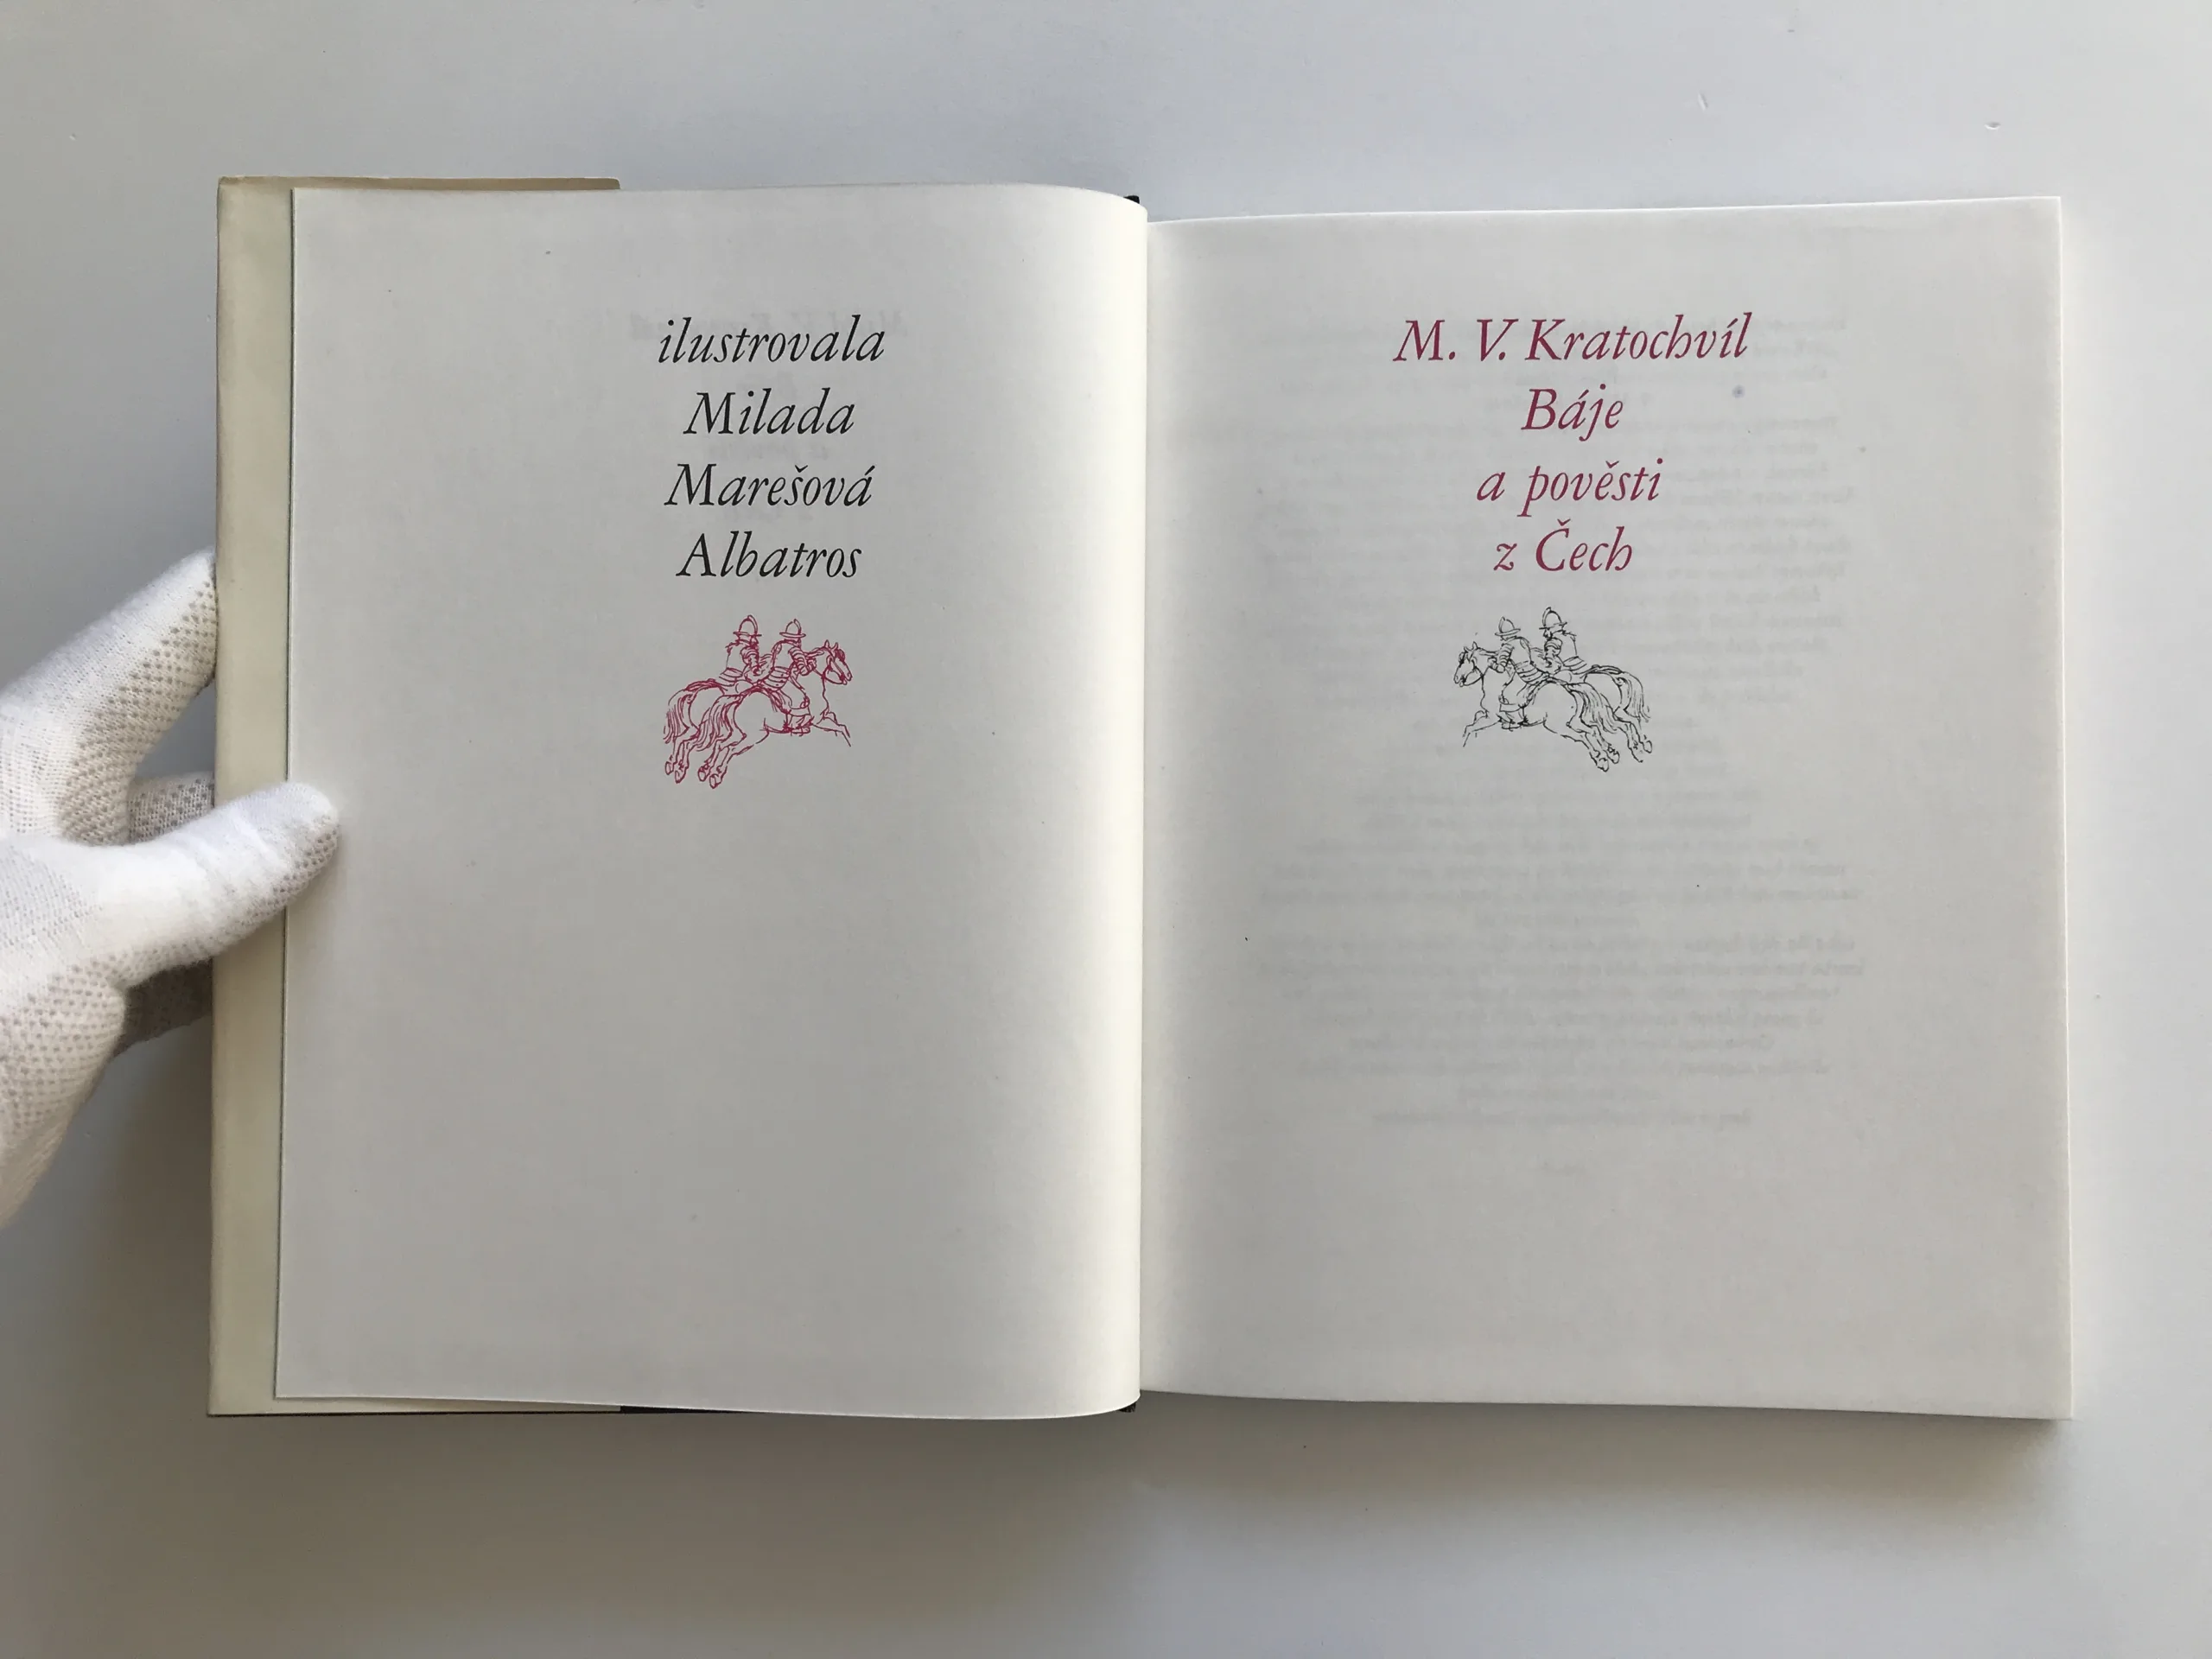 ilustrovala
Milada
Marešová
Albatros
M. V. Kratochvíl
Báje
a pověsti
z Čech